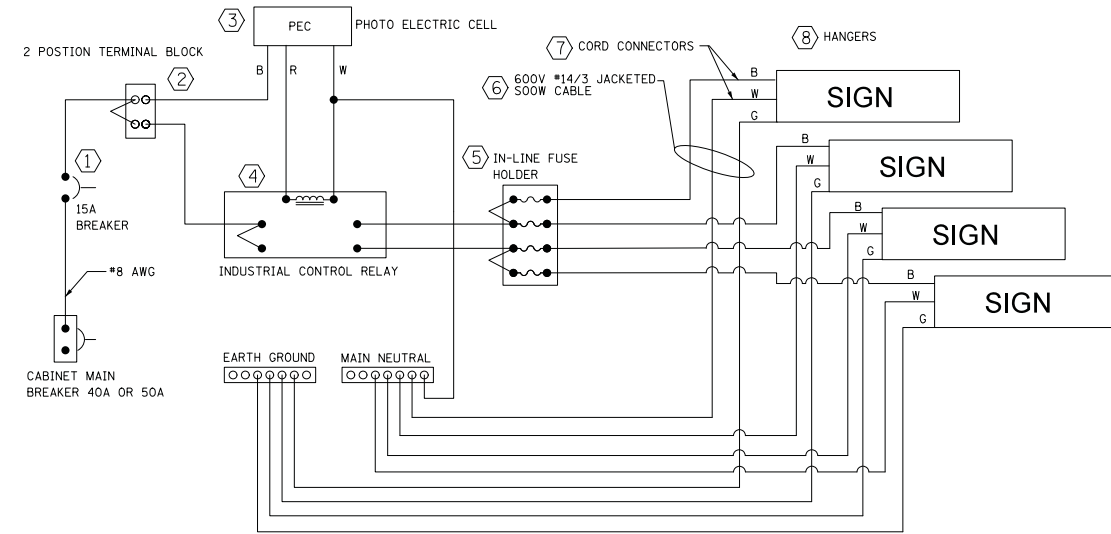 3
PEC
PHOTO ELECTRIC CELL
7
CORD CONNECTORS
8
HANGERS
2 POSTION TERMINAL BLOCK
2
B
R
W
6
600V #14/3 JACKETED
SOOW CABLE
B
W
G
SIGN
1
15A
BREAKER
4
INDUSTRIAL CONTROL RELAY
5
IN-LINE FUSE
HOLDER
B
W
G
SIGN
B
W
G
SIGN
B
W
G
SIGN
#8 AWG
CABINET MAIN
BREAKER 40A OR 50A
EARTH GROUND
MAIN NEUTRAL